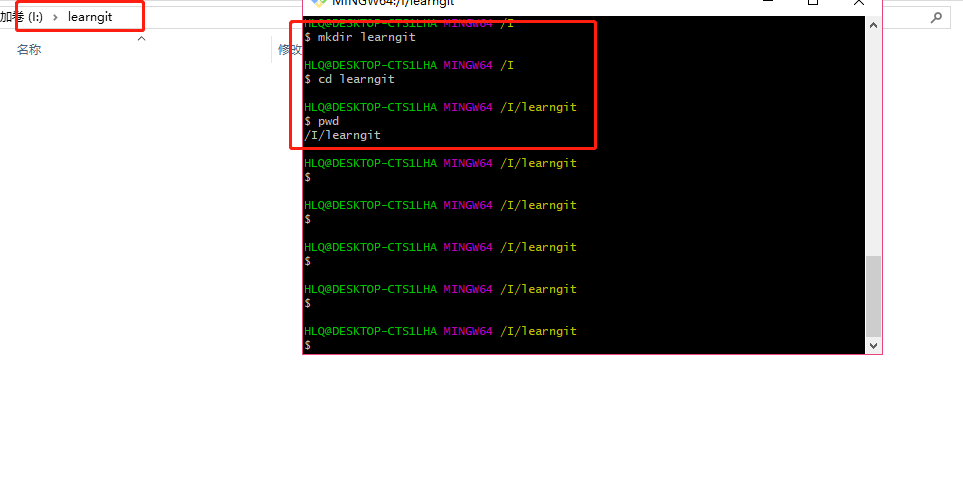 加卷 (I:) › learngit
名称
修改
MINGW64:/I/learngit
HLQ@DESKTOP-CTS1LHA MINGW64 /I
$ mkdir learngit
HLQ@DESKTOP-CTS1LHA MINGW64 /I
$ cd learngit
HLQ@DESKTOP-CTS1LHA MINGW64 /I/learngit
$ pwd
/I/learngit
HLQ@DESKTOP-CTS1LHA MINGW64 /I/learngit
$
HLQ@DESKTOP-CTS1LHA MINGW64 /I/learngit
$
HLQ@DESKTOP-CTS1LHA MINGW64 /I/learngit
$
HLQ@DESKTOP-CTS1LHA MINGW64 /I/learngit
$
HLQ@DESKTOP-CTS1LHA MINGW64 /I/learngit
$